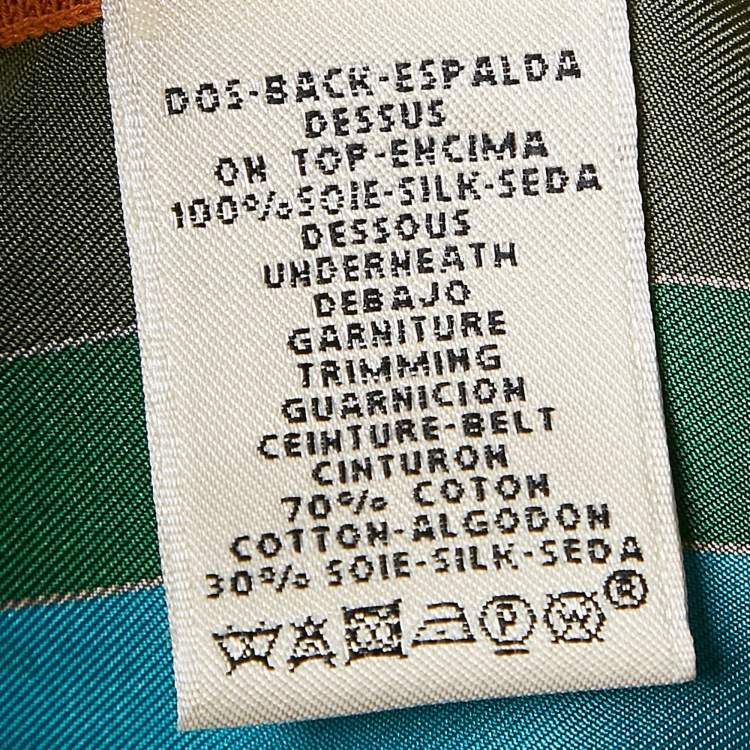 DOS-BACK-ESPALDA
DESSUS
ON TOP-ENCIMA
100% SOIE-SILK-SEDA
DESSOUS
UNDERNEATH
DEBAJO
GARNITURE
TRIMMING
GUARNICION
CEINTURE-BELT
CINTURON
70% COTON
COTTON-ALGODON
30% SOIE-SILK-SEDA
P W ®